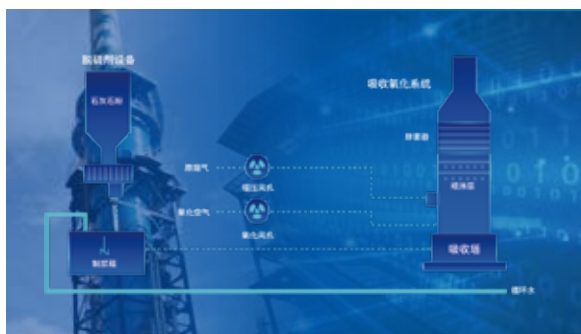 脱硫剂设备
石灰石粉
吸收氧化系统
除雾器
原烟气
增压风机
喷淋层
氧化空气
氧化风机
制浆箱
吸收塔
循环水